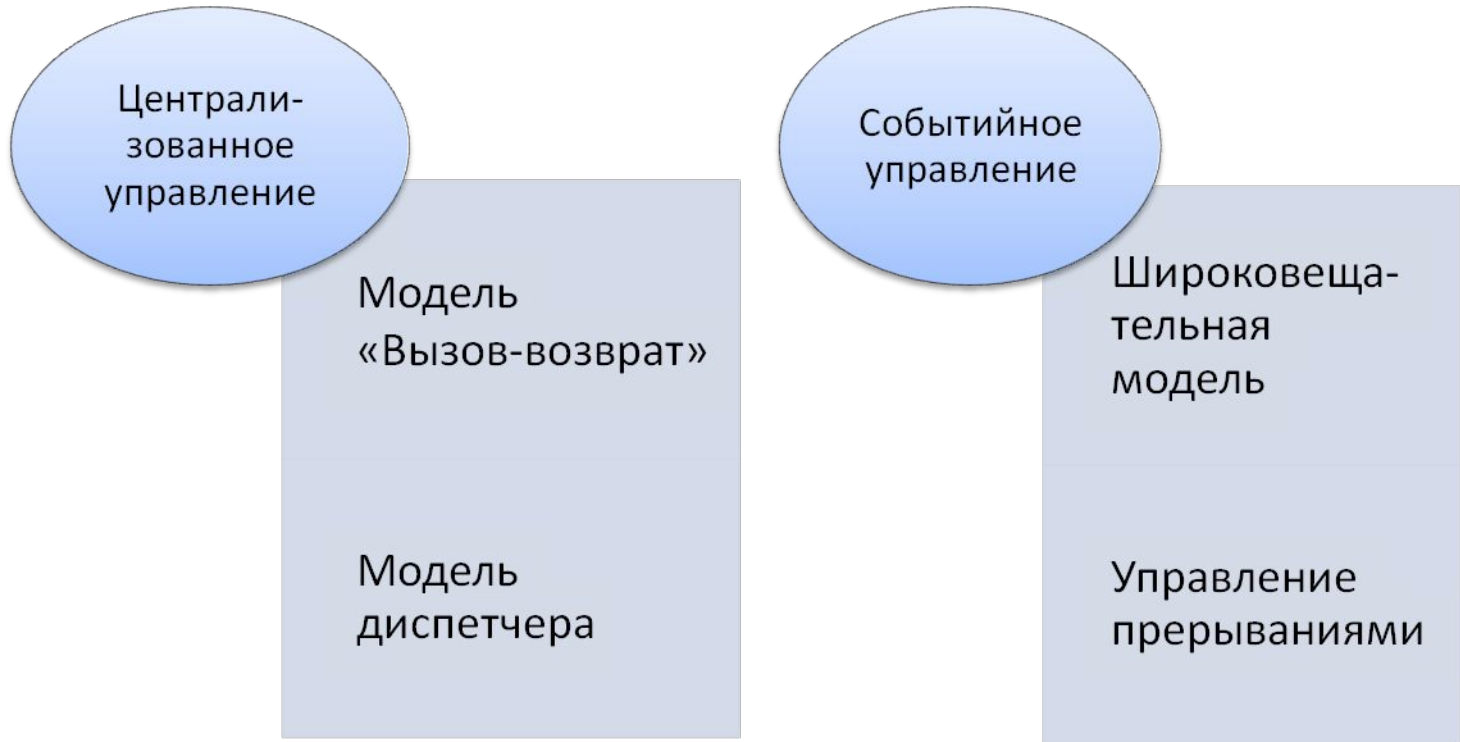 Централи-
зованное
управление
Модель
«Вызов-возврат»
Модель
диспетчера
Событийное
управление
Широковеща-
тельная
модель
Управление
прерываниями